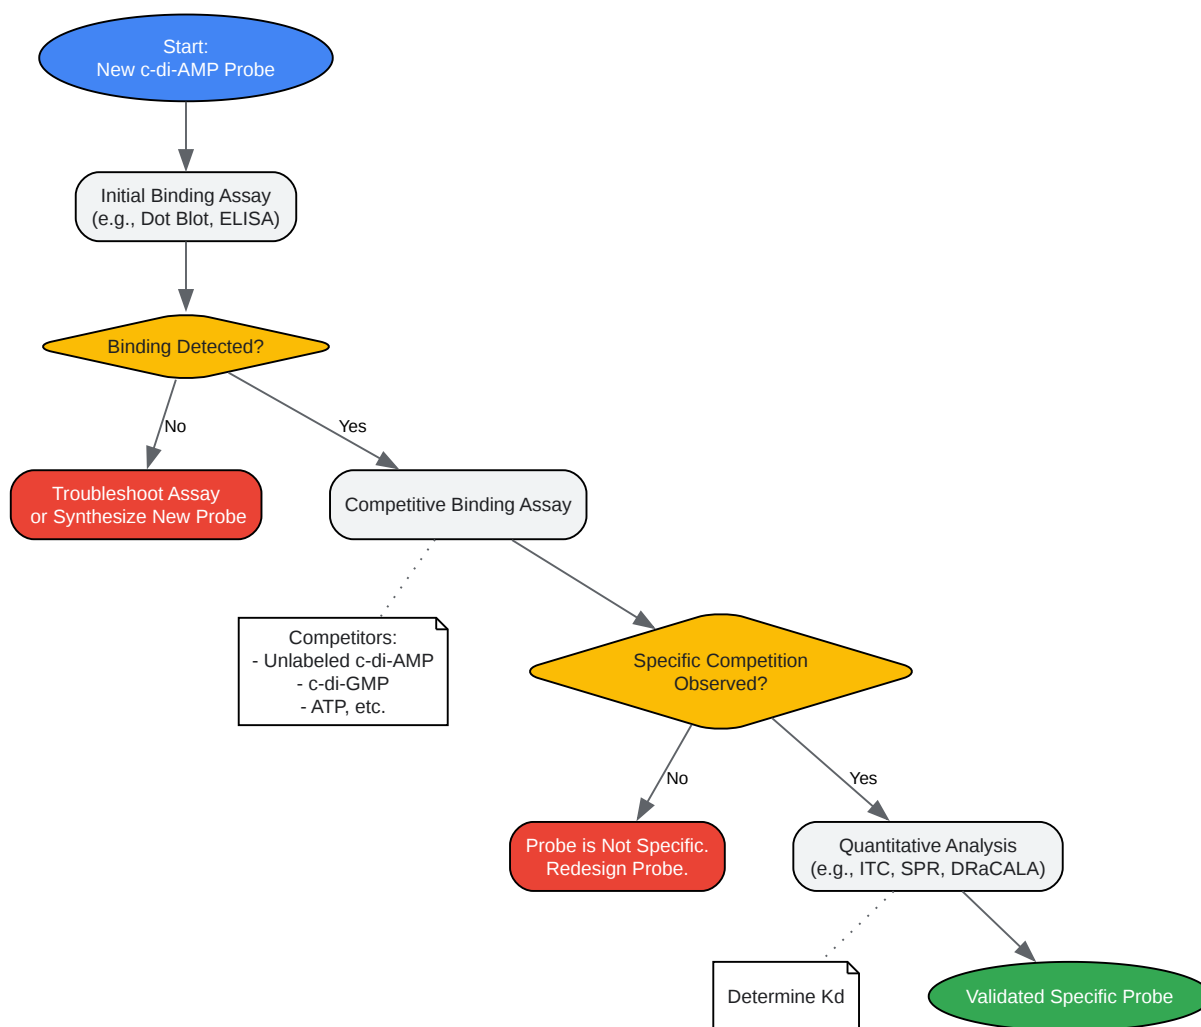 Start:
New c-di-AMP Probe
Initial Binding Assay
(e.g., Dot Blot, ELISA)
Binding Detected?
No
Yes
Troubleshoot Assay
or Synthesize New Probe
Competitive Binding Assay
Competitors:
- Unlabeled c-di-AMP
- c-di-GMP
- ATP, etc.
Specific Competition
Observed?
No
Yes
Probe is Not Specific.
Redesign Probe.
Quantitative Analysis
(e.g., ITC, SPR, DRaCALA)
Determine Kd
Validated Specific Probe